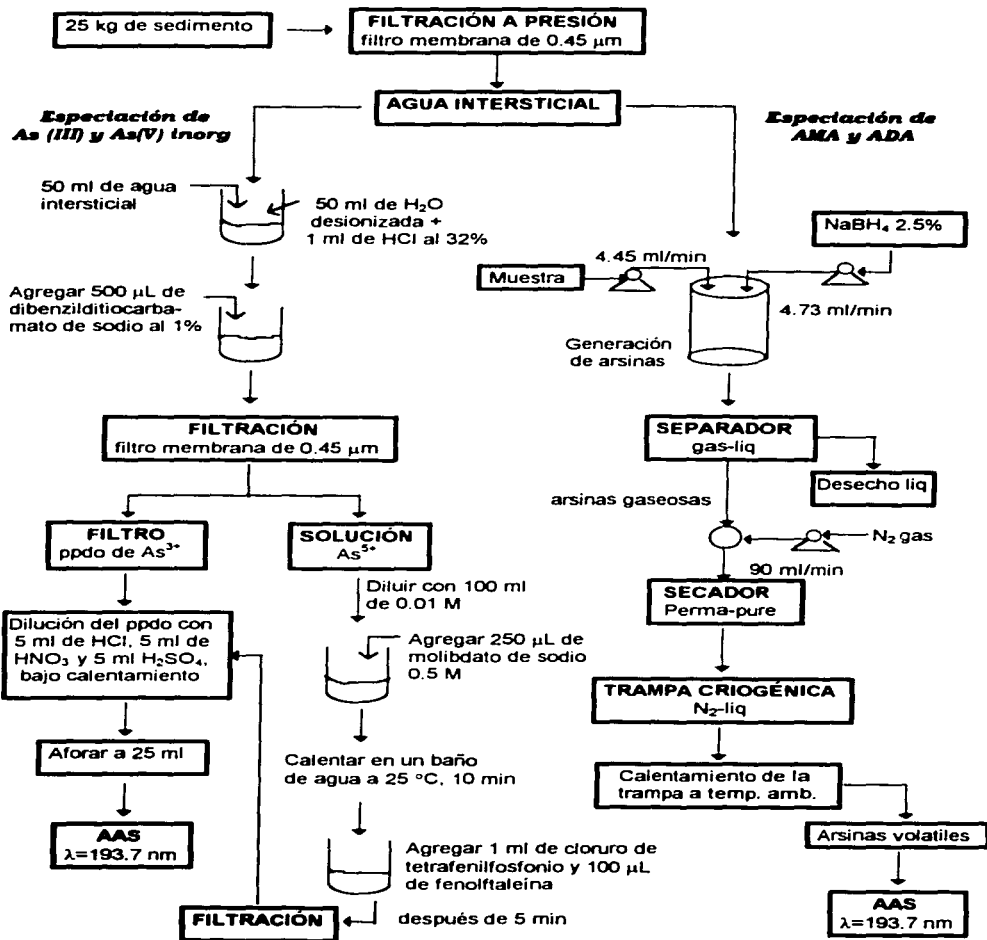 25 kg de sedimento
FILTRACIÓN A PRESIÓN
filtro membrana de 0.45 μm
AGUA INTERSTICIAL
Especiación de
As (III) y As(V) inorg
50 ml de agua
intersticial
50 ml de H₂O
desionizada +
1 ml de HCl al 32%
Agregar 500 μL de
dibenzilditiocarba-
mato de sodio al 1%
FILTRACIÓN
filtro membrana de 0.45 μm
FILTRO
ppdo de As³⁺
SOLUCIÓN
As⁵⁺
Dilución del ppdo con
5 ml de HCl, 5 ml de
HNO₃ y 5 ml H₂SO₄,
bajo calentamiento
Aforar a 25 ml
AAS
λ=193.7 nm
Diluir con 100 ml
de 0.01 M
Agregar 250 μL de
molibdato de sodio
0.5 M
Calentar en un baño
de agua a 25 °C, 10 min
Agregar 1 ml de cloruro de
tetrafenilfosfonio y 100 μL
de fenolftaleína
después de 5 min
FILTRACIÓN
Especiación de
AMA y ADA
NaBH₄ 2.5%
4.45 ml/min
Muestra
4.73 ml/min
Generación
de arsinas
SEPARADOR
gas-liq
Desecho liq
arsinas gaseosas
N₂ gas
90 ml/min
SECADOR
Perma-pure
TRAMPA CRIOGÉNICA
N₂-liq
Calentamiento de la
trampa a temp. amb.
Arsinas volatiles
AAS
λ=193.7 nm